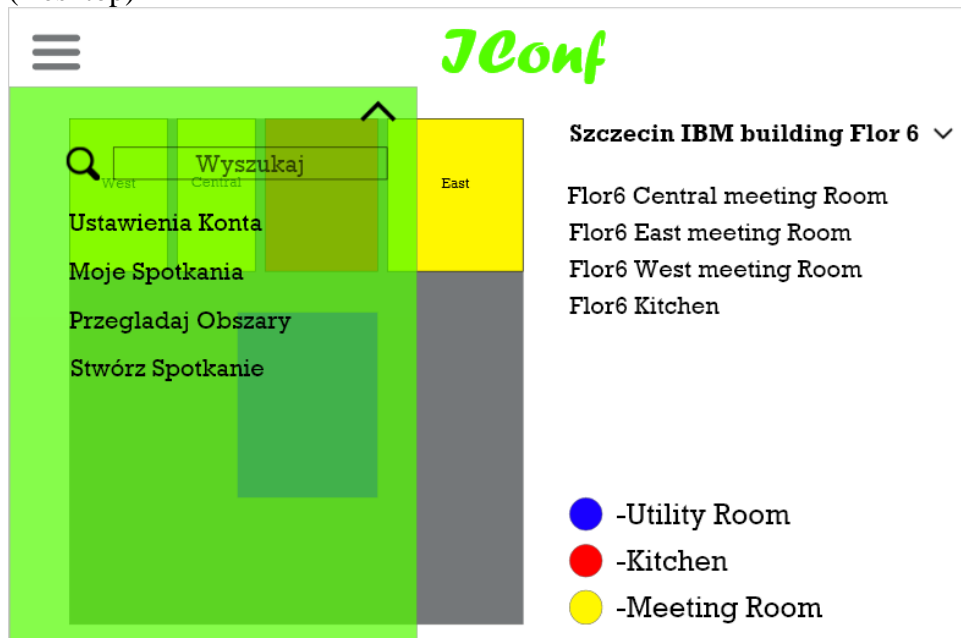 IConf
Wyszukaj
West
Central
East
Ustawienia Konta
Moje Spotkania
Przegladaj Obszary
Stwórz Spotkanie
Szczecin IBM building Flor 6
Flor6 Central meeting Room
Flor6 East meeting Room
Flor6 West meeting Room
Flor6 Kitchen
-Utility Room
-Kitchen
-Meeting Room